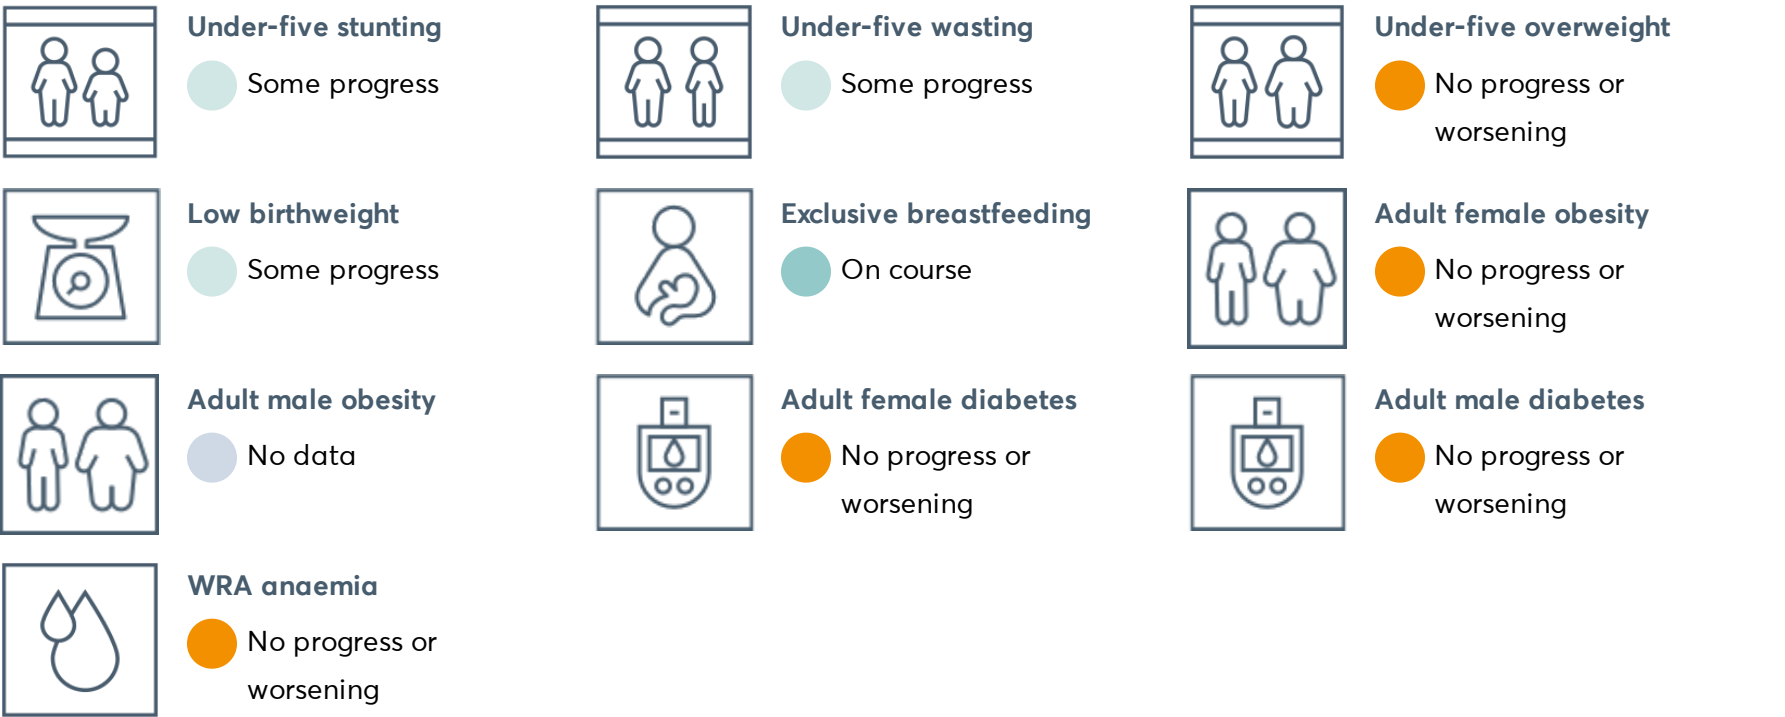 Under-five stunting
Some progress
Under-five wasting
Some progress
Under-five overweight
No progress or
worsening
Low birthweight
Some progress
Exclusive breastfeeding
On course
Adult female obesity
No progress or
worsening
Adult male obesity
No data
Adult female diabetes
No progress or
worsening
Adult male diabetes
No progress or
worsening
WRA anaemia
No progress or
worsening